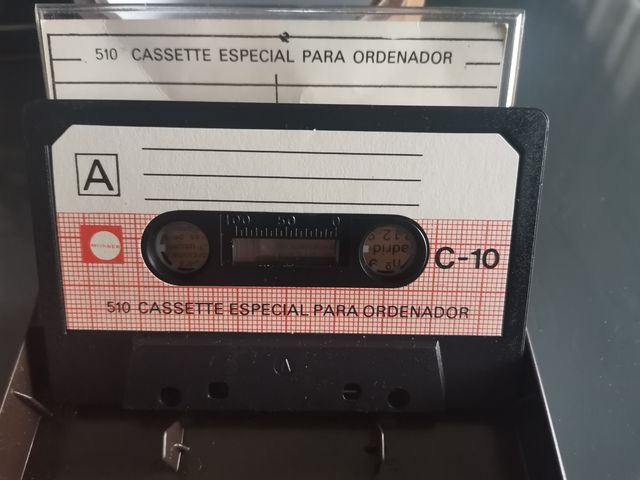 510 CASSETTE ESPECIAL PARA ORDENADOR
A
100 50 0
C-10
510 CASSETTE ESPECIAL PARA ORDENADOR
A